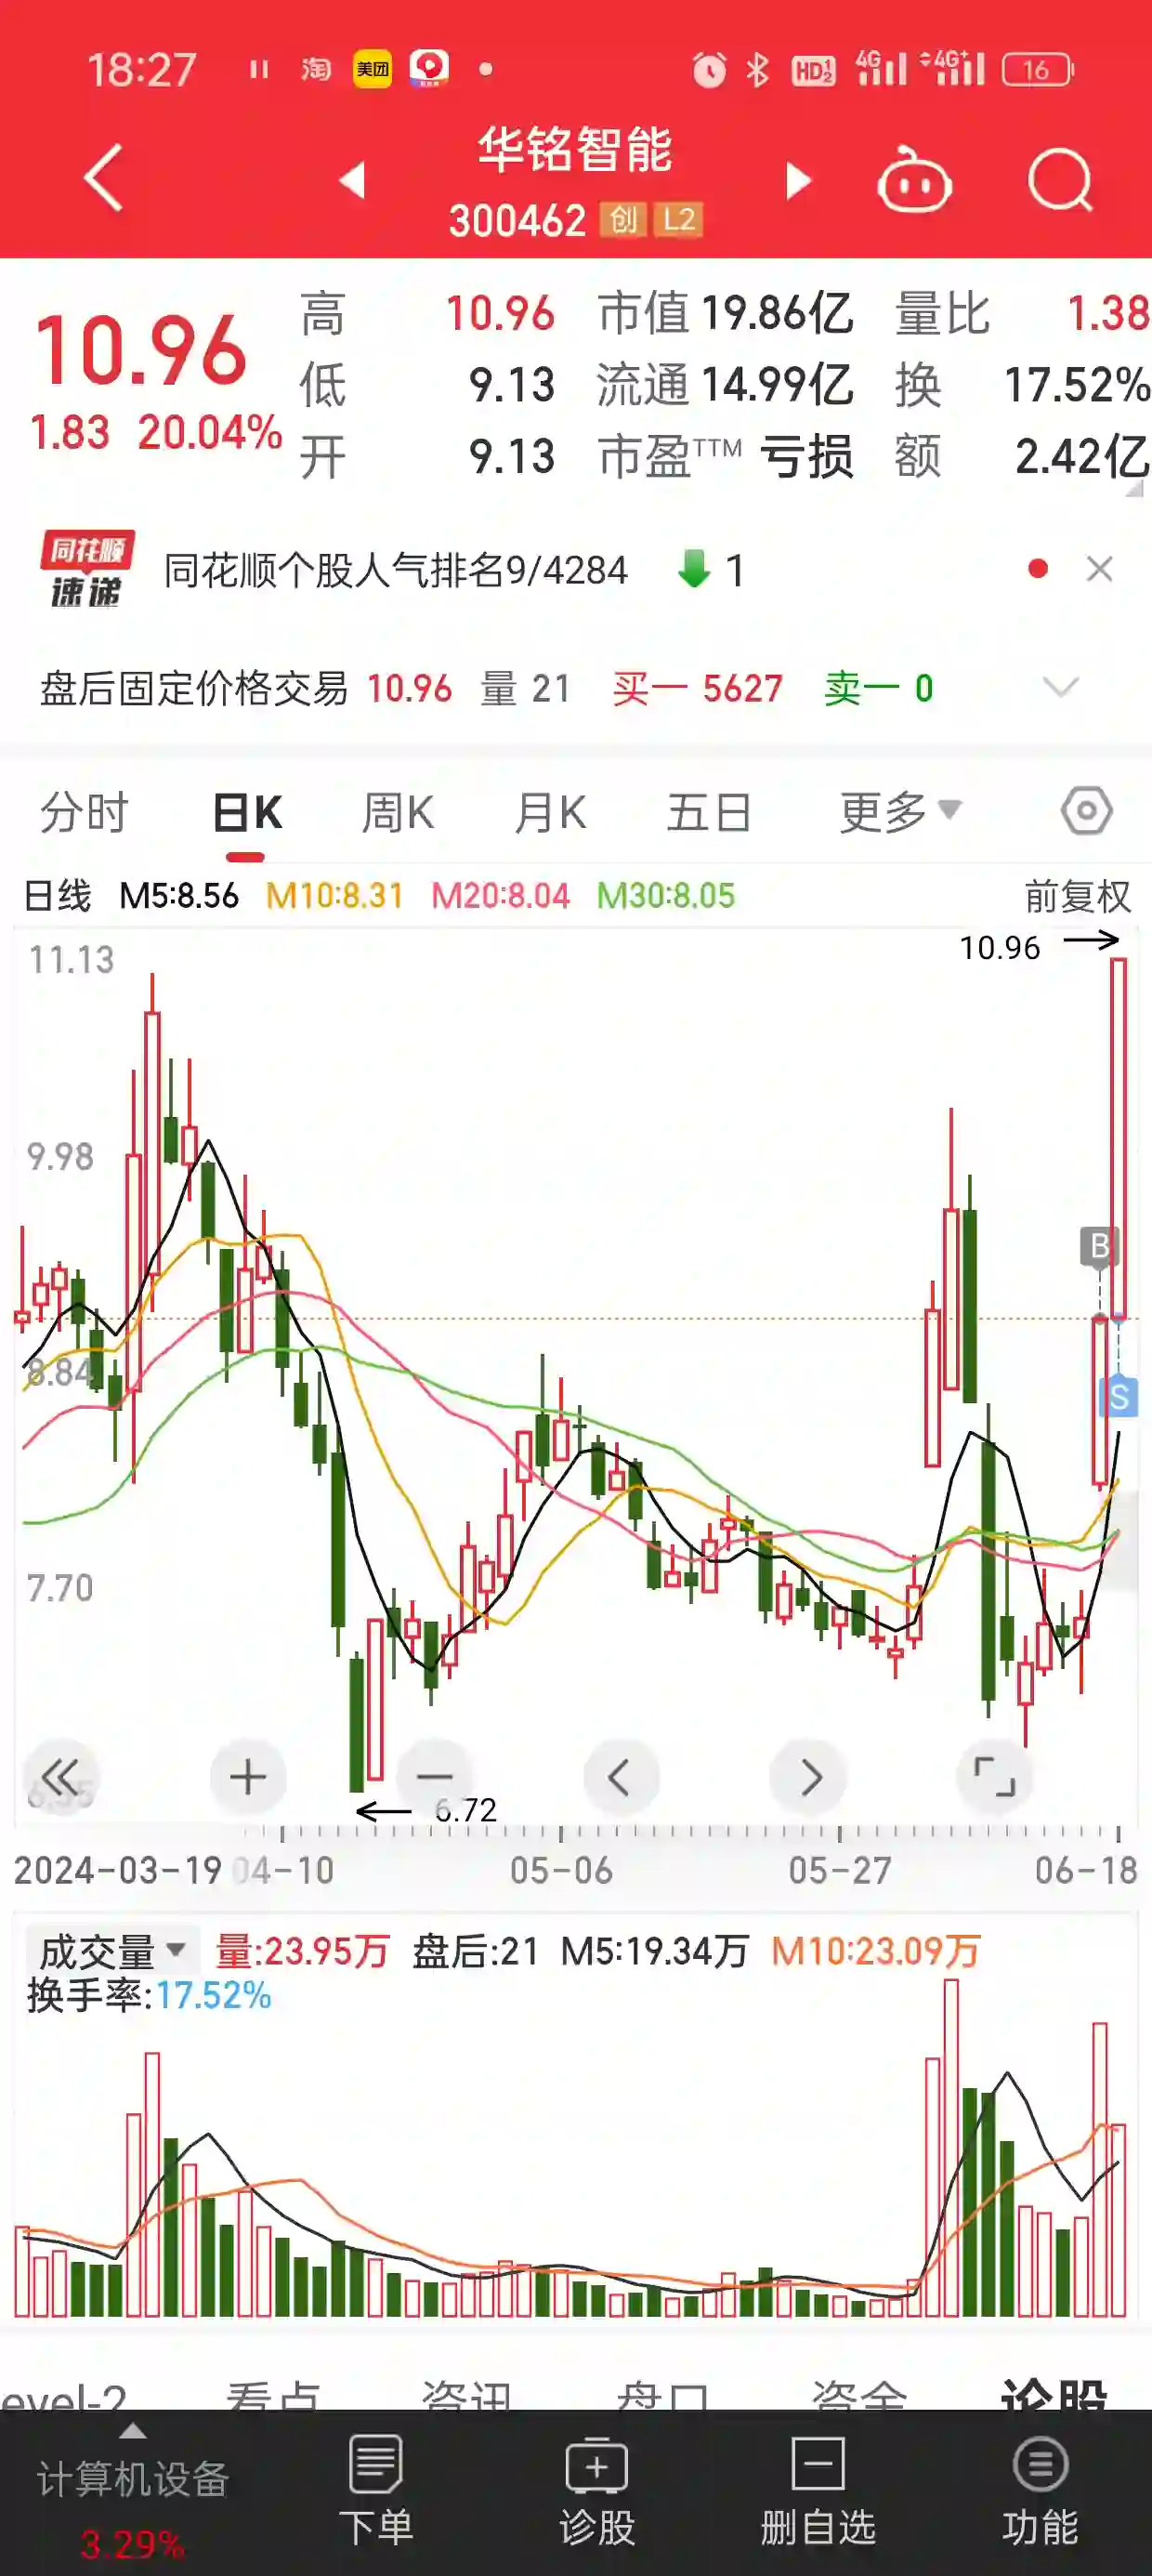 18:27 淘 美团 HD 1 2 4G 4G+ 16
华铭智能
300462 创 L2
10.96
1.83 20.04%
高 10.96 市值 19.86亿 量比 1.38
低 9.13 流通 14.99亿 换 17.52%
开 9.13 市盈TTM 亏损 额 2.42亿
同花顺
速递
同花顺个股人气排名9/4284 1
盘后固定价格交易 10.96 量 21 买一 5627 卖一 0
分时 日K 周K 月K 五日 更多
日线 M5:8.56 M10:8.31 M20:8.04 M30:8.05 前复权
10.96
11.13
9.98
B
8.84
S
7.70
6.72
2024-03-19 04-10 05-06 05-27 06-18
成交量 量:23.95万 盘后:21 M5:19.34万 M10:23.09万
换手率:17.52%
evel-2 看点 资讯 盘口 资金 论股
计算机设备
3.29%
下单 诊股 删自选 功能